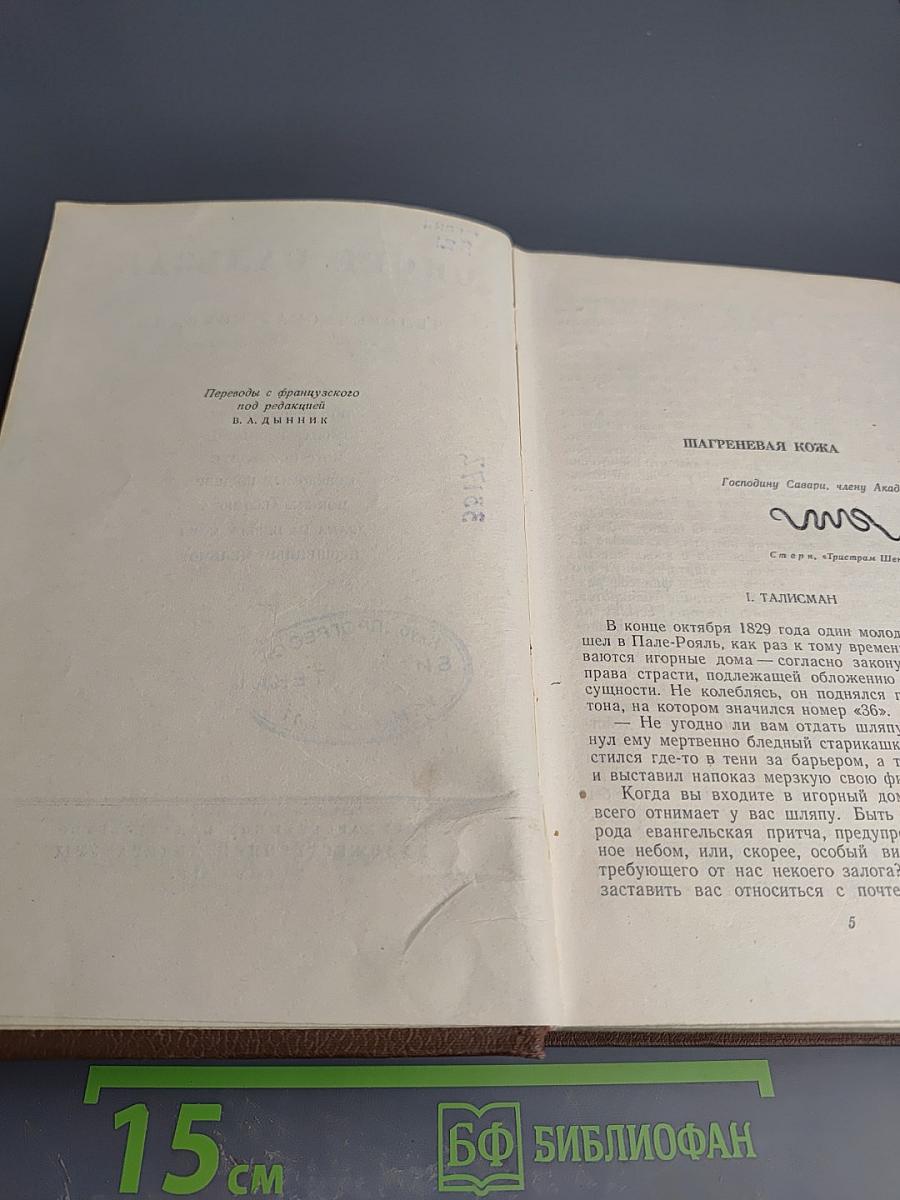 Переводы с французского
под редакцией
В. А. ДЫННИК
33172
ШАГРЕНЕВАЯ КОЖА
Господину Савари, члену Акад
Стерн, «Тристрам Шен
I. ТАЛИСМАН
В конце октября 1829 года один молод
шел в Пале-Рояль, как раз к тому времен
ваются игорные дома — согласно закону
права страсти, подлежащей обложению
сущности. Не колеблясь, он поднялся п
тона, на котором значился номер «36».
— Не угодно ли вам отдать шляпу
нул ему мертвенно бледный старикашк
стился где-то в тени за барьером, а т
и выставил напоказ мерзкую свою фи
Когда вы входите в игорный дом
всего отнимает у вас шляпу. Быть
рода евангельская притча, предупр
ное небом, или, скорее, особый ви
требующего от нас некоего залога?
заставить вас относиться с почте
5
15 см
БФ БИБЛИОФАН